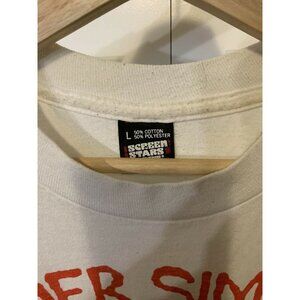 L 50% COTTON
50% POLYESTER
SCREEN
STARS
DER SIM